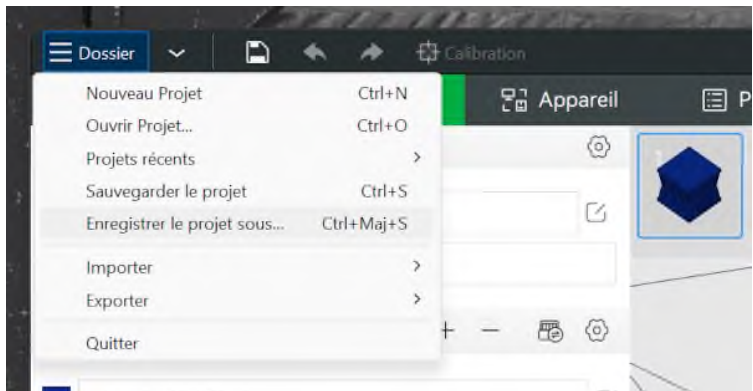 Dossier
Calibration
Nouveau Projet Ctrl+N
Ouvrir Projet... Ctrl+O
Projets récents
Sauvegarder le projet Ctrl+S
Enregistrer le projet sous... Ctrl+Maj+S
Importer
Exporter
Quitter
Appareil
P